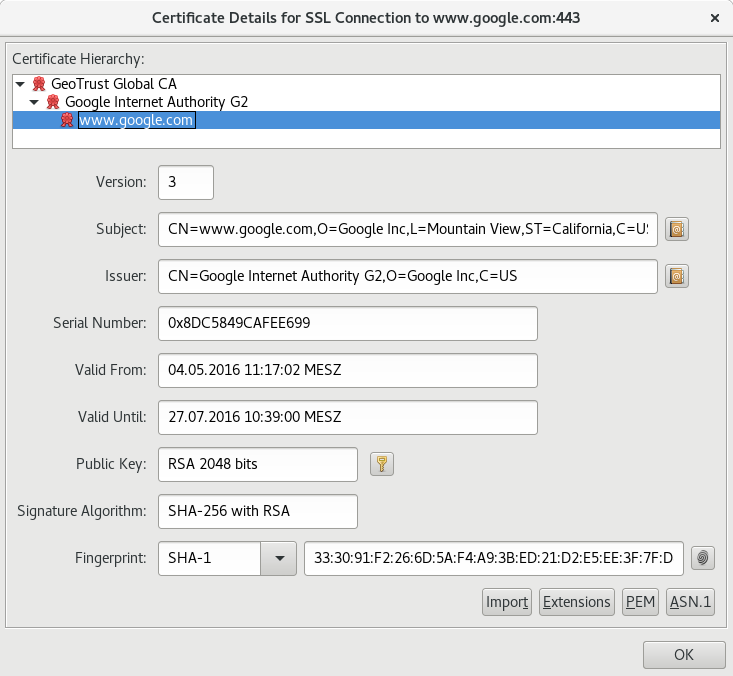 Certificate Details for SSL Connection to www.google.com:443
Certificate Hierarchy:
GeoTrust Global CA
Google Internet Authority G2
www.google.com
Version: 3
Subject: CN=www.google.com,O=Google Inc,L=Mountain View,ST=California,C=US
Issuer: CN=Google Internet Authority G2,O=Google Inc,C=US
Serial Number: 0x8DC5849CAFEE699
Valid From: 04.05.2016 11:17:02 MESZ
Valid Until: 27.07.2016 10:39:00 MESZ
Public Key: RSA 2048 bits
Signature Algorithm: SHA-256 with RSA
Fingerprint: SHA-1 33:30:91:F2:26:6D:5A:F4:A9:3B:ED:21:D2:E5:EE:3F:7F:D
Import Extensions PEM ASN.1
OK